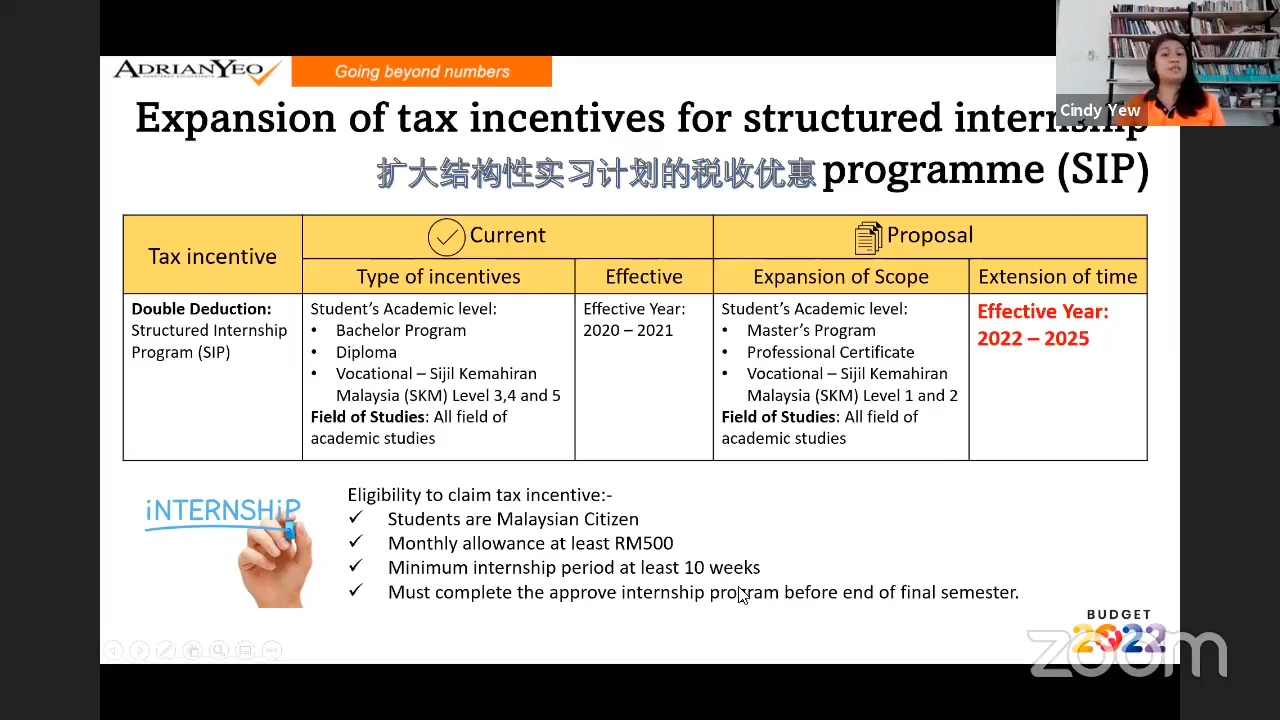 ADRIANYEO
Going beyond numbers
Cindy Yew
Expansion of tax incentives for structured internship
扩大结构性实习计划的税收优惠 programme (SIP)
Tax incentive
Current
Proposal
Type of incentives
Effective
Expansion of Scope
Extension of time
Double Deduction:
Structured Internship
Program (SIP)
Student's Academic level:
• Bachelor Program
• Diploma
• Vocational – Sijil Kemahiran
Malaysia (SKM) Level 3,4 and 5
Field of Studies: All field of
academic studies
Effective Year:
2020 – 2021
Student's Academic level:
• Master's Program
• Professional Certificate
• Vocational – Sijil Kemahiran
Malaysia (SKM) Level 1 and 2
Field of Studies: All field of
academic studies
Effective Year:
2022 – 2025
iNTERNSHiP
Eligibility to claim tax incentive:-
✓ Students are Malaysian Citizen
✓ Monthly allowance at least RM500
✓ Minimum internship period at least 10 weeks
✓ Must complete the approve internship program before end of final semester.
BUDGET
2022
zoom